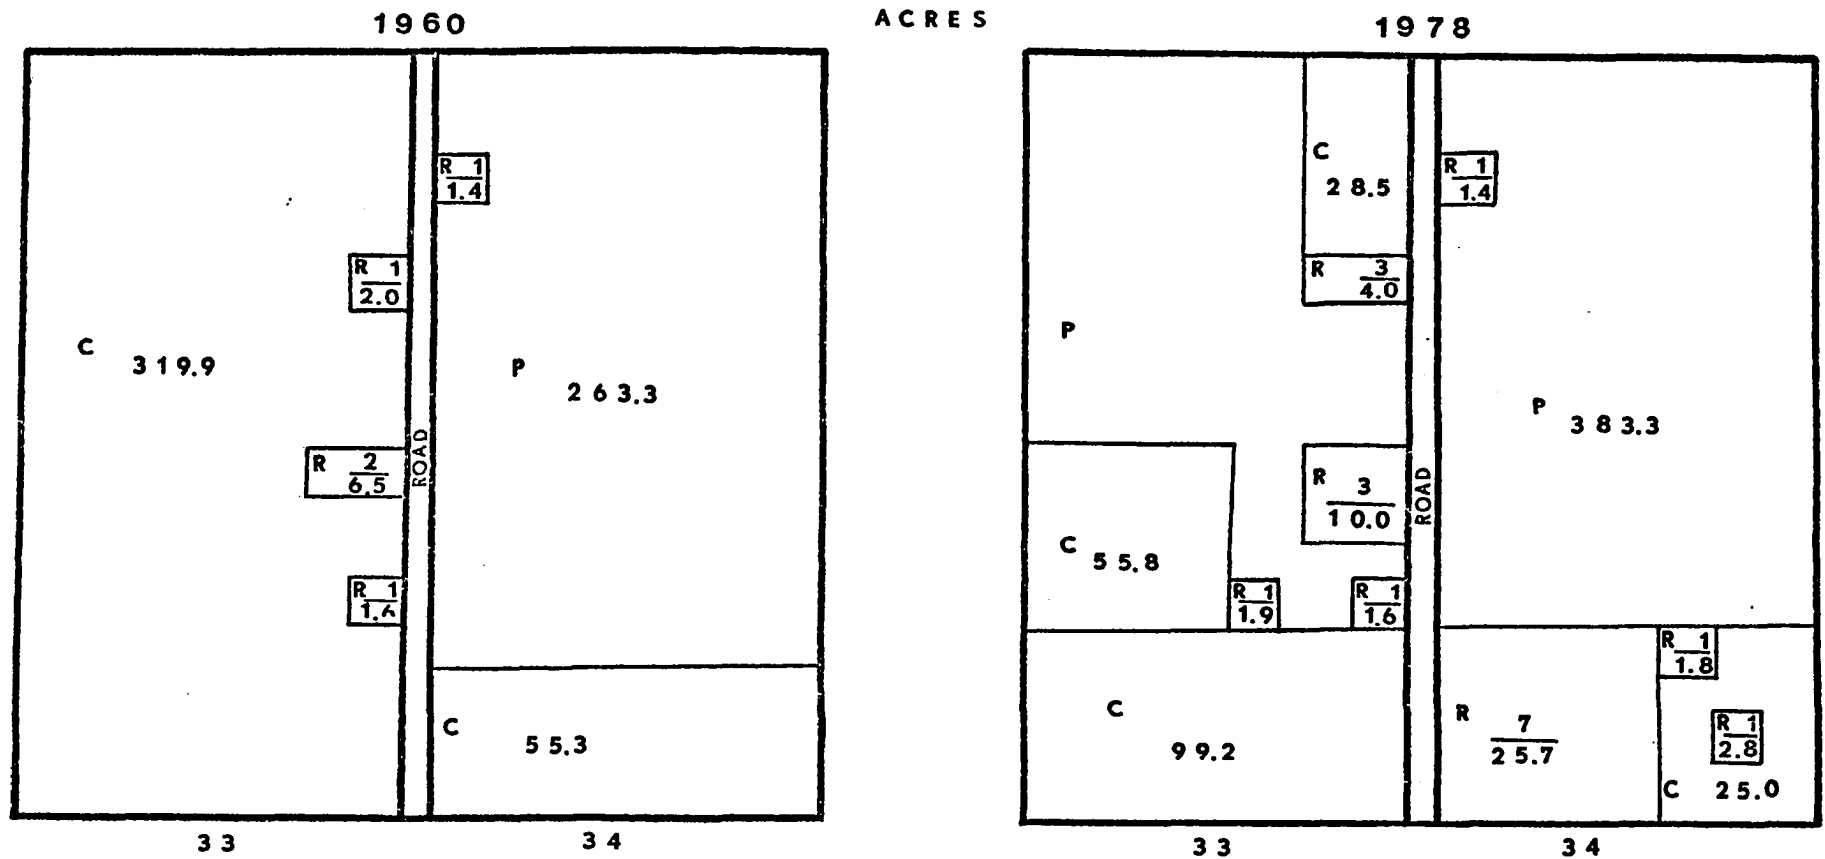 1960
ACRES
1978
R 1
1.4
R 1
2.0
C
319.9
P
263.3
ROAD
R 2
6.5
R 1
1.6
C
55.3
33
34
C
28.5
R 1
1.4
R 3
4.0
P
P
383.3
R 3
10.0
ROAD
C
55.8
R 1
1.9
R 1
1.6
R 1
1.8
C
99.2
R 7
25.7
R 1
2.8
C 25.0
33
34